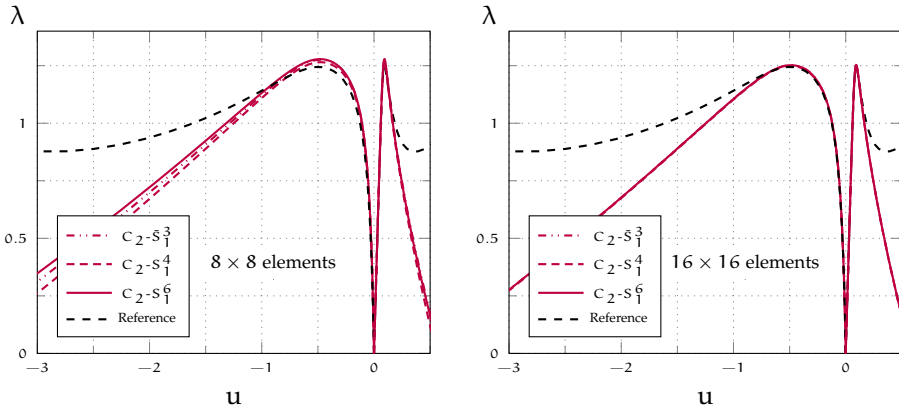 λ
1
0.5
0
−3
−2
−1
0
u
8 × 8 elements
C2-S̄³₁
C2-S⁴₁
C2-S⁶₁
Reference
λ
1
0.5
0
−3
−2
−1
0
u
16 × 16 elements
C2-S̄³₁
C2-S⁴₁
C2-S⁶₁
Reference